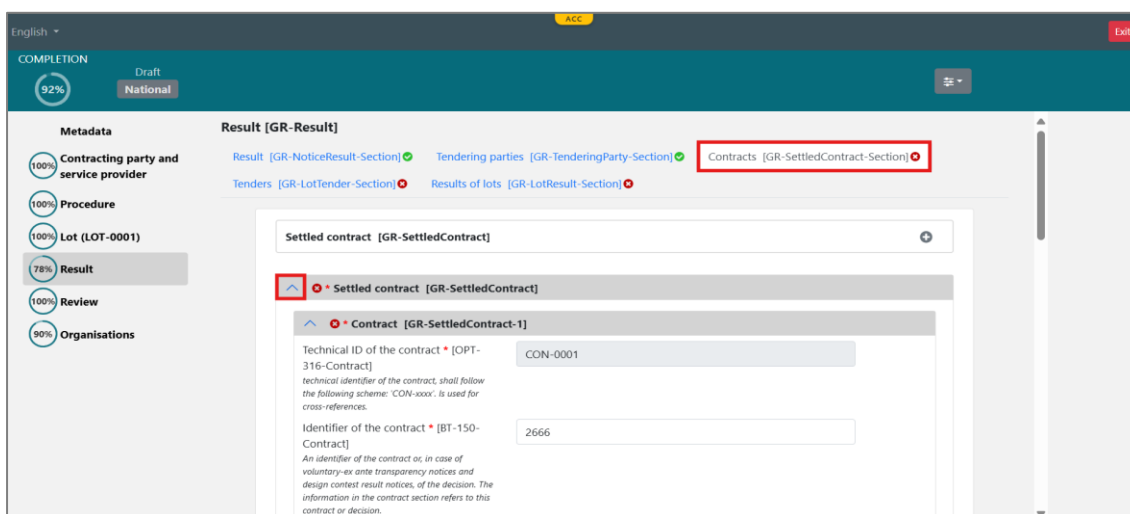 ACC
English
Exit
COMPLETION
92%
Draft
National
Metadata
100% Contracting party and
service provider
100% Procedure
100% Lot (LOT-0001)
78% Result
100% Review
90% Organisations
Result [GR-Result]
Result [GR-NoticeResult-Section] Tendering parties [GR-TenderingParty-Section] Contracts [GR-SettledContract-Section]
Tenders [GR-LotTender-Section] Results of lots [GR-LotResult-Section]
Settled contract [GR-SettledContract]
* Settled contract [GR-SettledContract]
* Contract [GR-SettledContract-1]
Technical ID of the contract * [OPT-
316-Contract]
CON-0001
technical identifier of the contract, shall follow
the following scheme: 'CON-xxxx'. Is used for
cross-references.
Identifier of the contract * [BT-150-
Contract]
2666
An identifier of the contract or, in case of
voluntary-ex ante transparency notices and
design contest result notices, of the decision. The
information in the contract section refers to this
contract or decision.